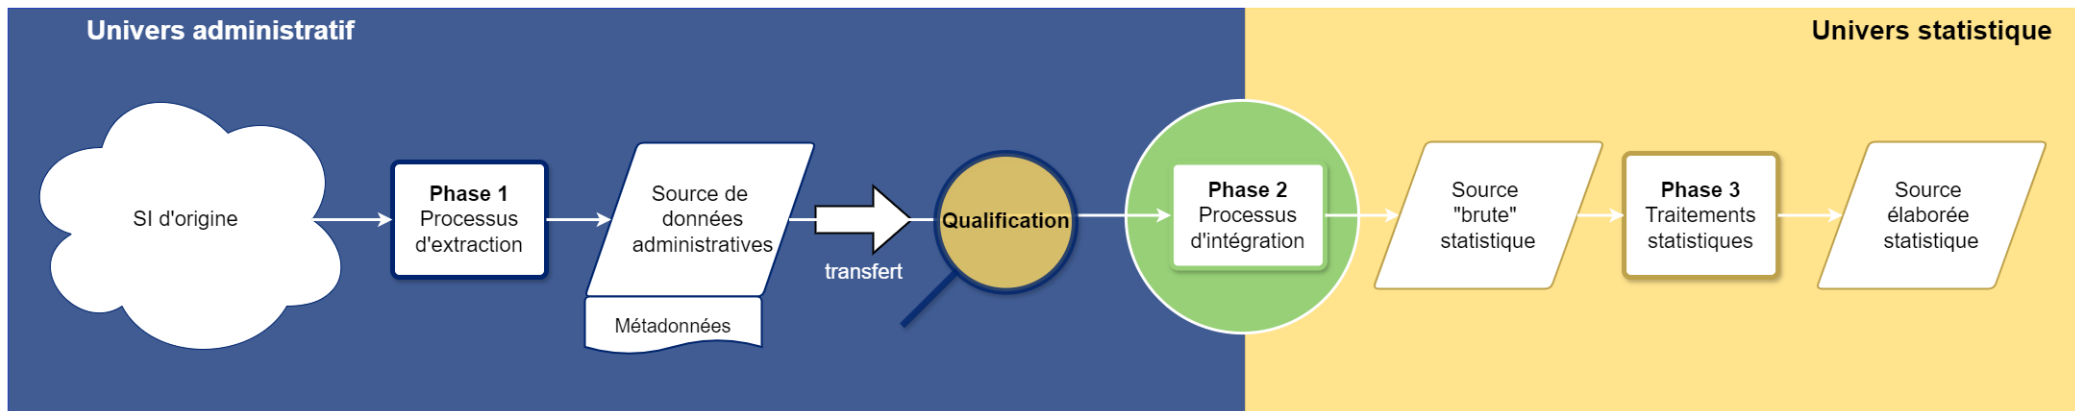 Univers administratif
Univers statistique
SI d'origine
Phase 1
Processus
d'extraction
Source de
données
administratives
Métadonnées
transfert
Qualification
Phase 2
Processus
d'intégration
Source
"brute"
statistique
Phase 3
Traitements
statistiques
Source
élaborée
statistique